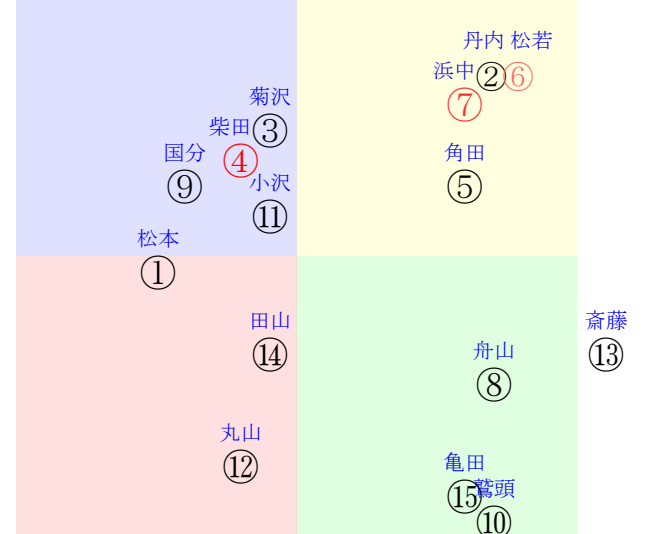 丹内 松若
浜中 ② ⑥
⑦
菊沢
柴田 ③
国分 ④ 角田
⑨ 小沢 ⑤
⑪
松本
①
田山 斎藤
⑭ 舟山 ⑬
⑧
丸山
⑫ 亀田
⑮ 鷲頭
⑩